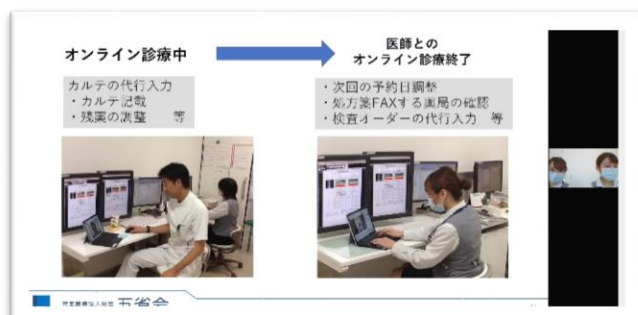 オンライン診療中
カルテの代行入力
・カルテ記載
・残薬の調整　等
医師との
オンライン診療終了
・次回の予約日調整
・処方箋FAXする薬局の確認
・検査オーダーの代行入力　等
五省会